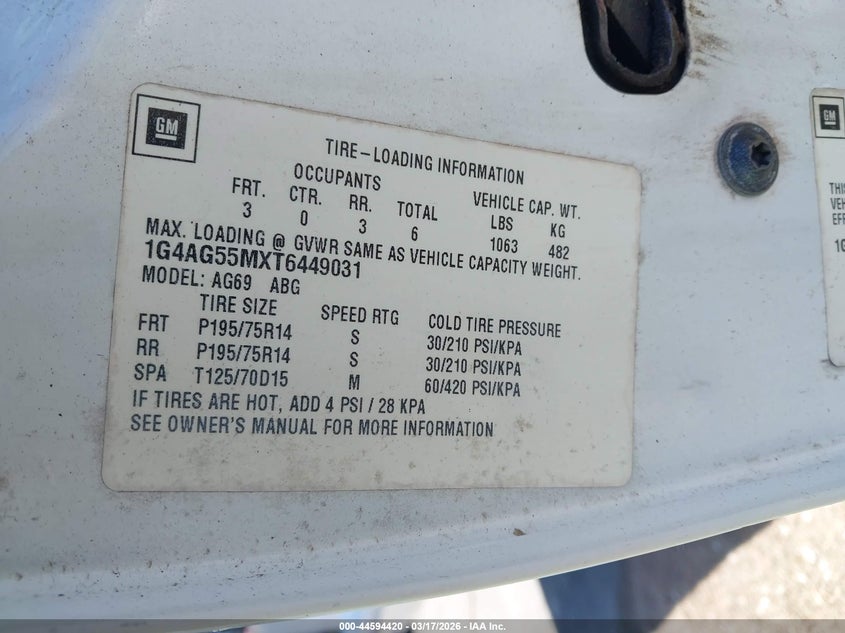 GM
TIRE-LOADING INFORMATION
OCCUPANTS VEHICLE CAP. WT.
FRT. CTR. RR. TOTAL LBS KG
3 0 3 6 1063 482
MAX. LOADING @ GVWR SAME AS VEHICLE CAPACITY WEIGHT.
1G4AG55MXT6449031
MODEL: AG69 ABG
TIRE SIZE SPEED RTG COLD TIRE PRESSURE
FRT P195/75R14 S 30/210 PSI/KPA
RR P195/75R14 S 30/210 PSI/KPA
SPA T125/70D15 M 60/420 PSI/KPA
IF TIRES ARE HOT, ADD 4 PSI / 28 KPA
SEE OWNER'S MANUAL FOR MORE INFORMATION
GM
THIS
VEH
EFF
1G
000-44594420 - 03/17/2026 - IAA Inc.